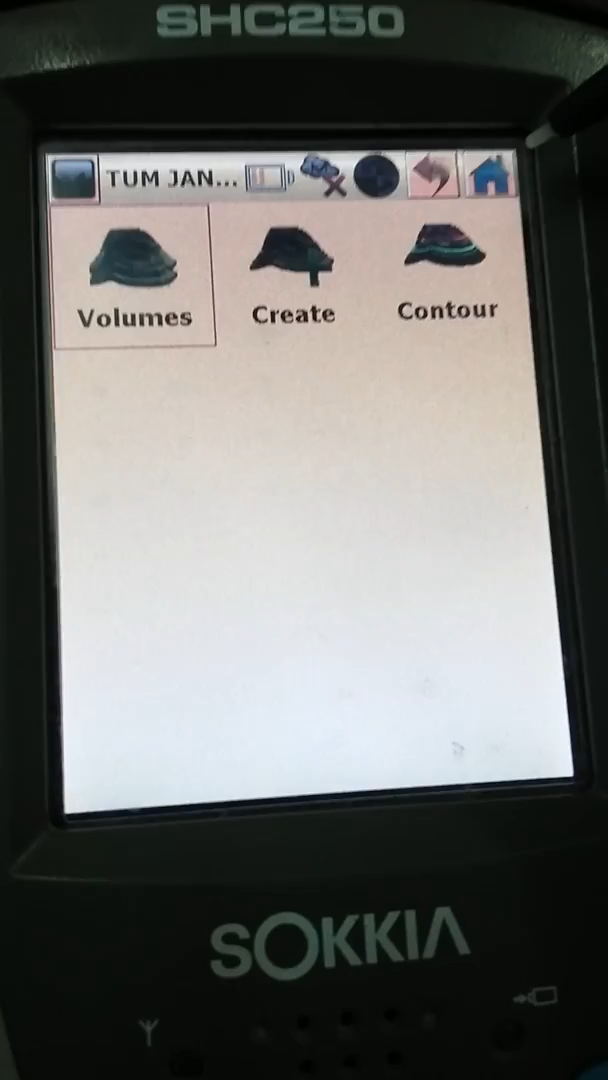 SHC250
TUM JAN...
Volumes
Create
Contour
SOKKIA